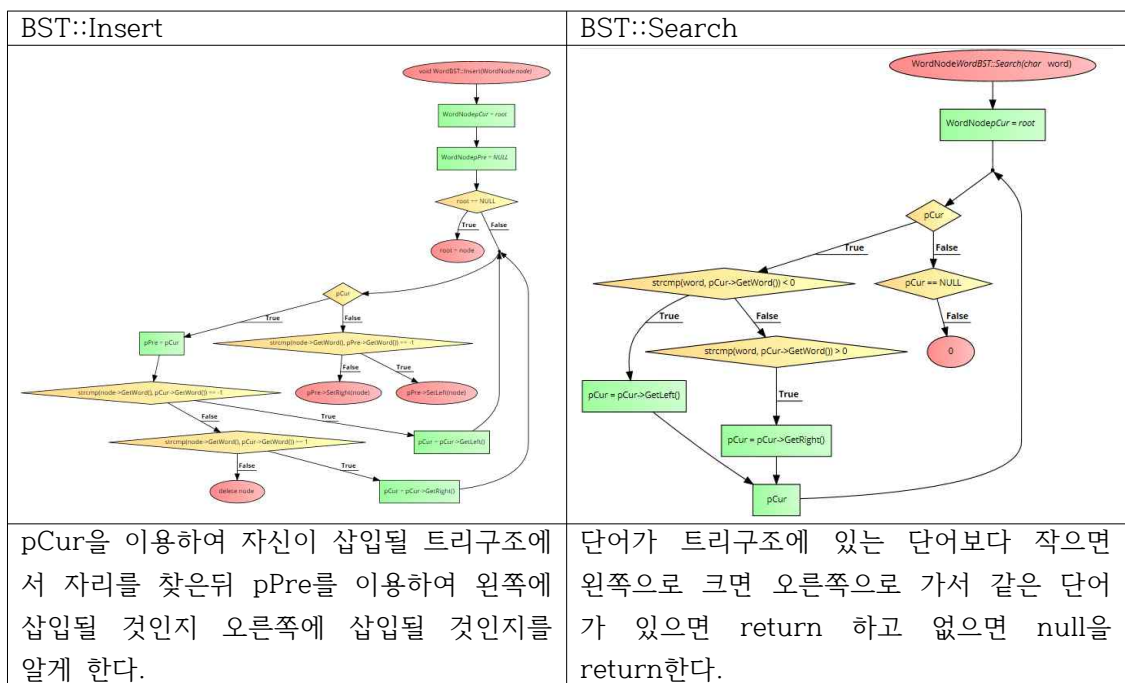 BST::Insert
BST::Search
void WordBST::Insert(WordNode node)
WordNodepCur = root
WordNodepPre = NULL
root == NULL
True
False
root = node
pCur
True
False
pPre = pCur
strcmp(node->GetWord(), pPre->GetWord()) == -1
False
True
pPre->SetRight(node)
pPre->SetLeft(node)
strcmp(node->GetWord(), pCur->GetWord()) == -1
False
True
strcmp(node->GetWord(), pCur->GetWord()) == 1
pCur = pCur->GetLeft()
False
True
delete node
pCur = pCur->GetRight()
WordNodeWordBST::Search(char word)
WordNodepCur = root
pCur
True
False
strcmp(word, pCur->GetWord()) < 0
pCur == NULL
True
False
False
strcmp(word, pCur->GetWord()) > 0
0
pCur = pCur->GetLeft()
True
pCur = pCur->GetRight()
pCur
pCur을 이용하여 자신이 삽입될 트리구조에
서 자리를 찾은뒤 pPre를 이용하여 왼쪽에
삽입될 것인지 오른쪽에 삽입될 것인지를
알게 한다.
단어가 트리구조에 있는 단어보다 작으면
왼쪽으로 크면 오른쪽으로 가서 같은 단어
가 있으면 return 하고 없으면 null을
return한다.